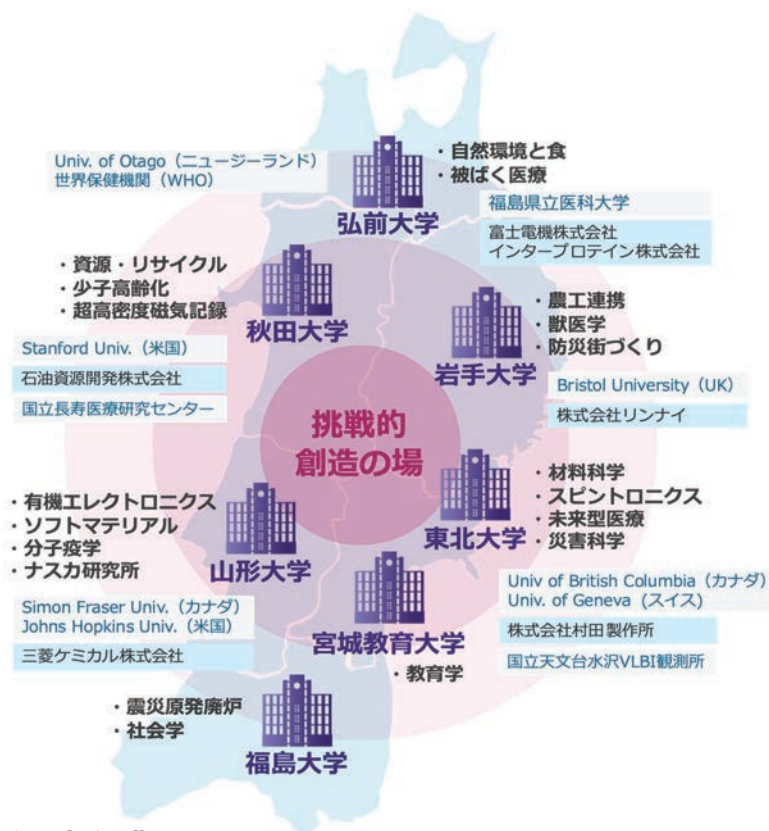 Univ. of Otago（ニュージーランド）
世界保健機関（WHO）
・自然環境と食
・被ばく医療
弘前大学
福島県立医科大学
富士電機株式会社
インタープロテイン株式会社
・資源・リサイクル
・少子高齢化
・超高密度磁気記録
秋田大学
Stanford Univ.（米国）
石油資源開発株式会社
国立長寿医療研究センター
・農工連携
・獣医学
・防災街づくり
岩手大学
Bristol University（UK）
株式会社リンナイ
挑戦的
創造の場
・有機エレクトロニクス
・ソフトマテリアル
・分子疫学
・ナスカ研究所
山形大学
Simon Fraser Univ.（カナダ）
Johns Hopkins Univ.（米国）
三菱ケミカル株式会社
・材料科学
・スピントロニクス
・未来型医療
・災害科学
東北大学
Univ of British Columbia（カナダ）
Univ. of Geneva (スイス)
株式会社村田製作所
国立天文台水沢VLBI観測所
宮城教育大学
・教育学
・震災原発廃炉
・社会学
福島大学